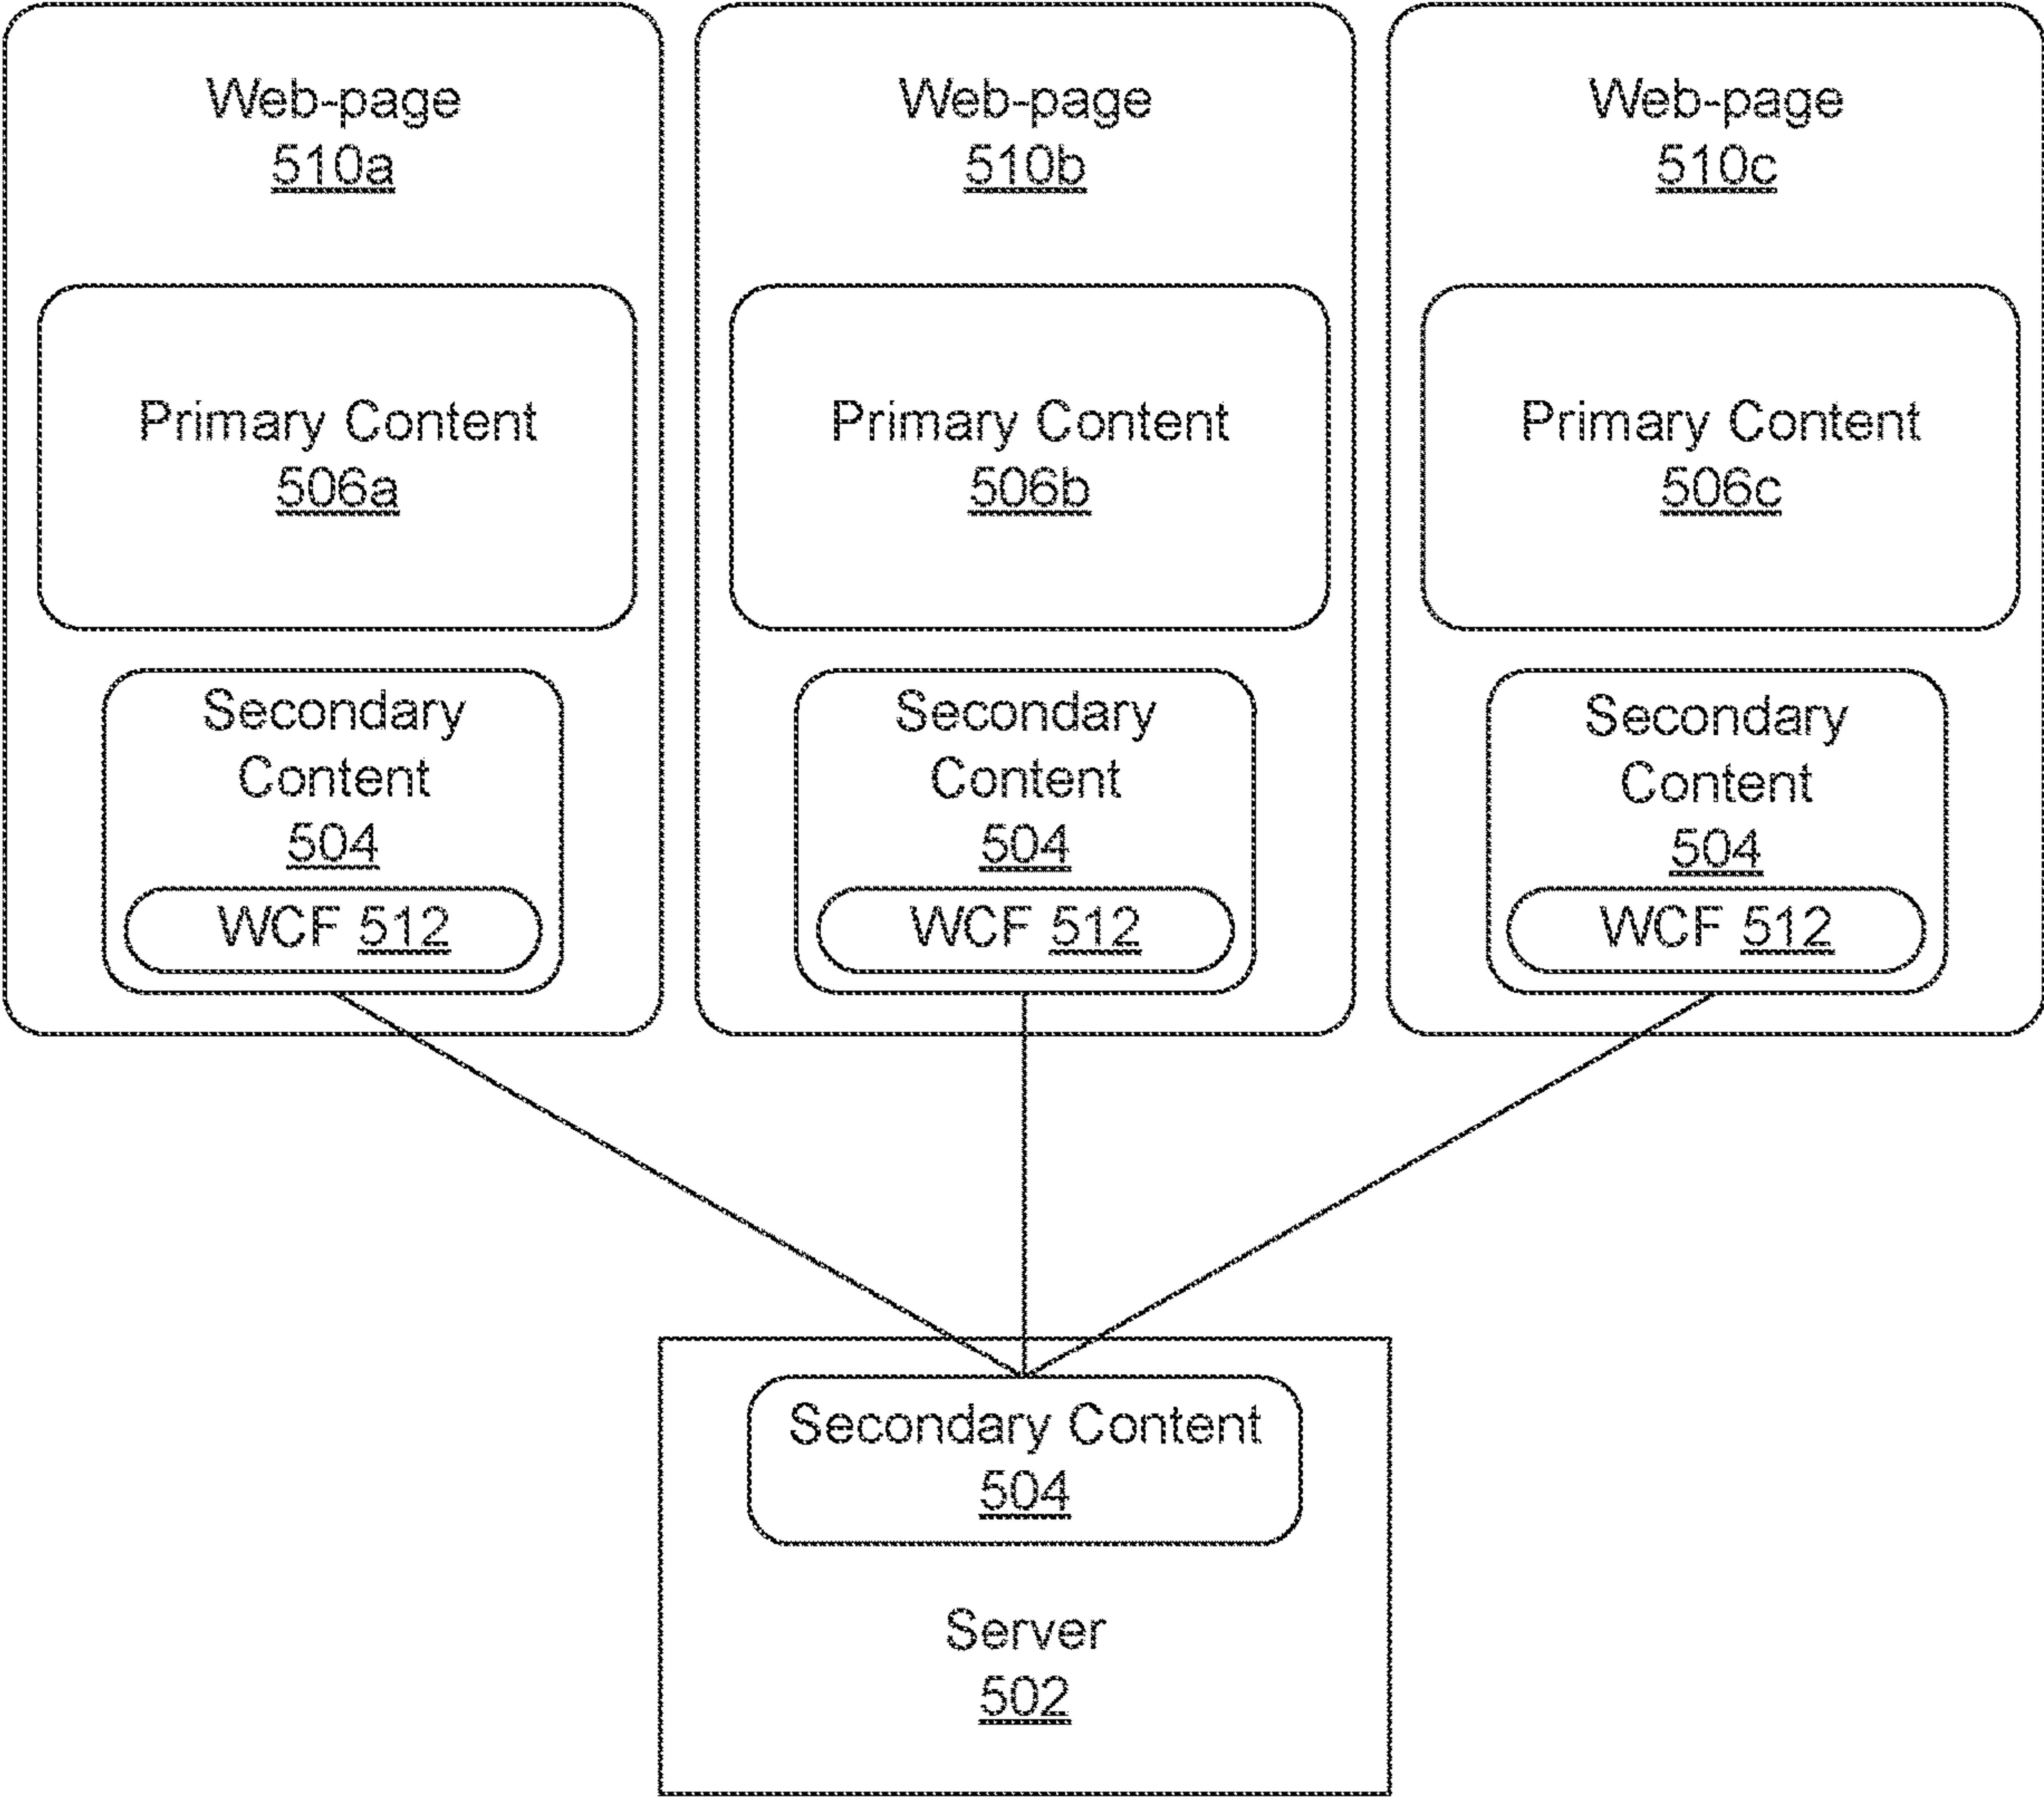 Web-page
510a
Primary Content
506a
Secondary
Content
504
WCF 512
Web-page
510b
Primary Content
506b
Secondary
Content
504
WCF 512
Web-page
510c
Primary Content
506c
Secondary
Content
504
WCF 512
Secondary Content
504
Server
502